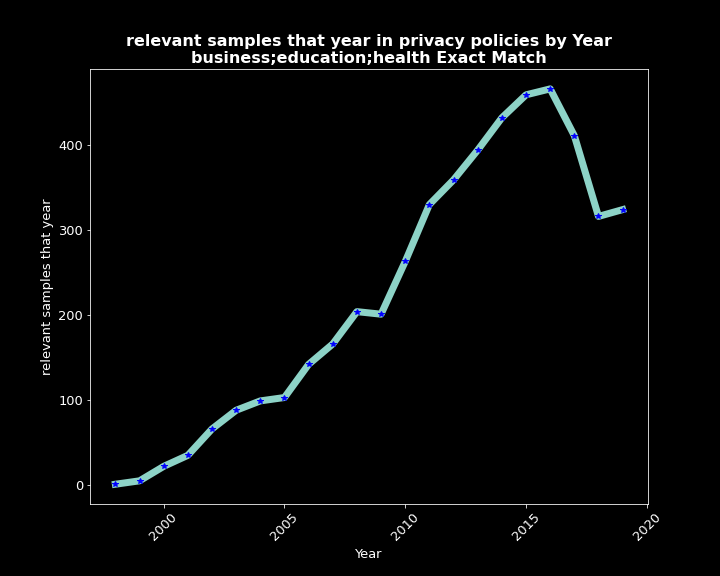 relevant samples that year in privacy policies by Year
business;education;health Exact Match
relevant samples that year
400
300
200
100
0
2000
2005
2010
2015
2020
Year